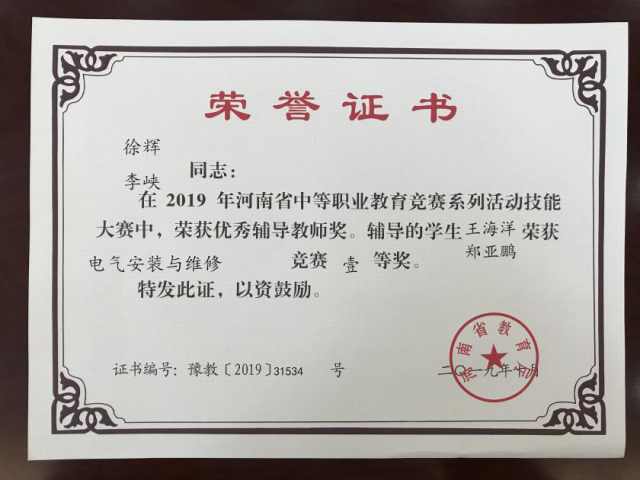 荣誉证书
徐辉
李峡 同志：
在 2019 年河南省中等职业教育竞赛系列活动技能
大赛中，荣获优秀辅导教师奖。辅导的学生王海洋荣获
郑亚鹏
电气安装与维修 竞赛 壹 等奖。
特发此证，以资鼓励。
河南省教育厅
证书编号：豫教〔2019〕31534 号
二〇一九年 月